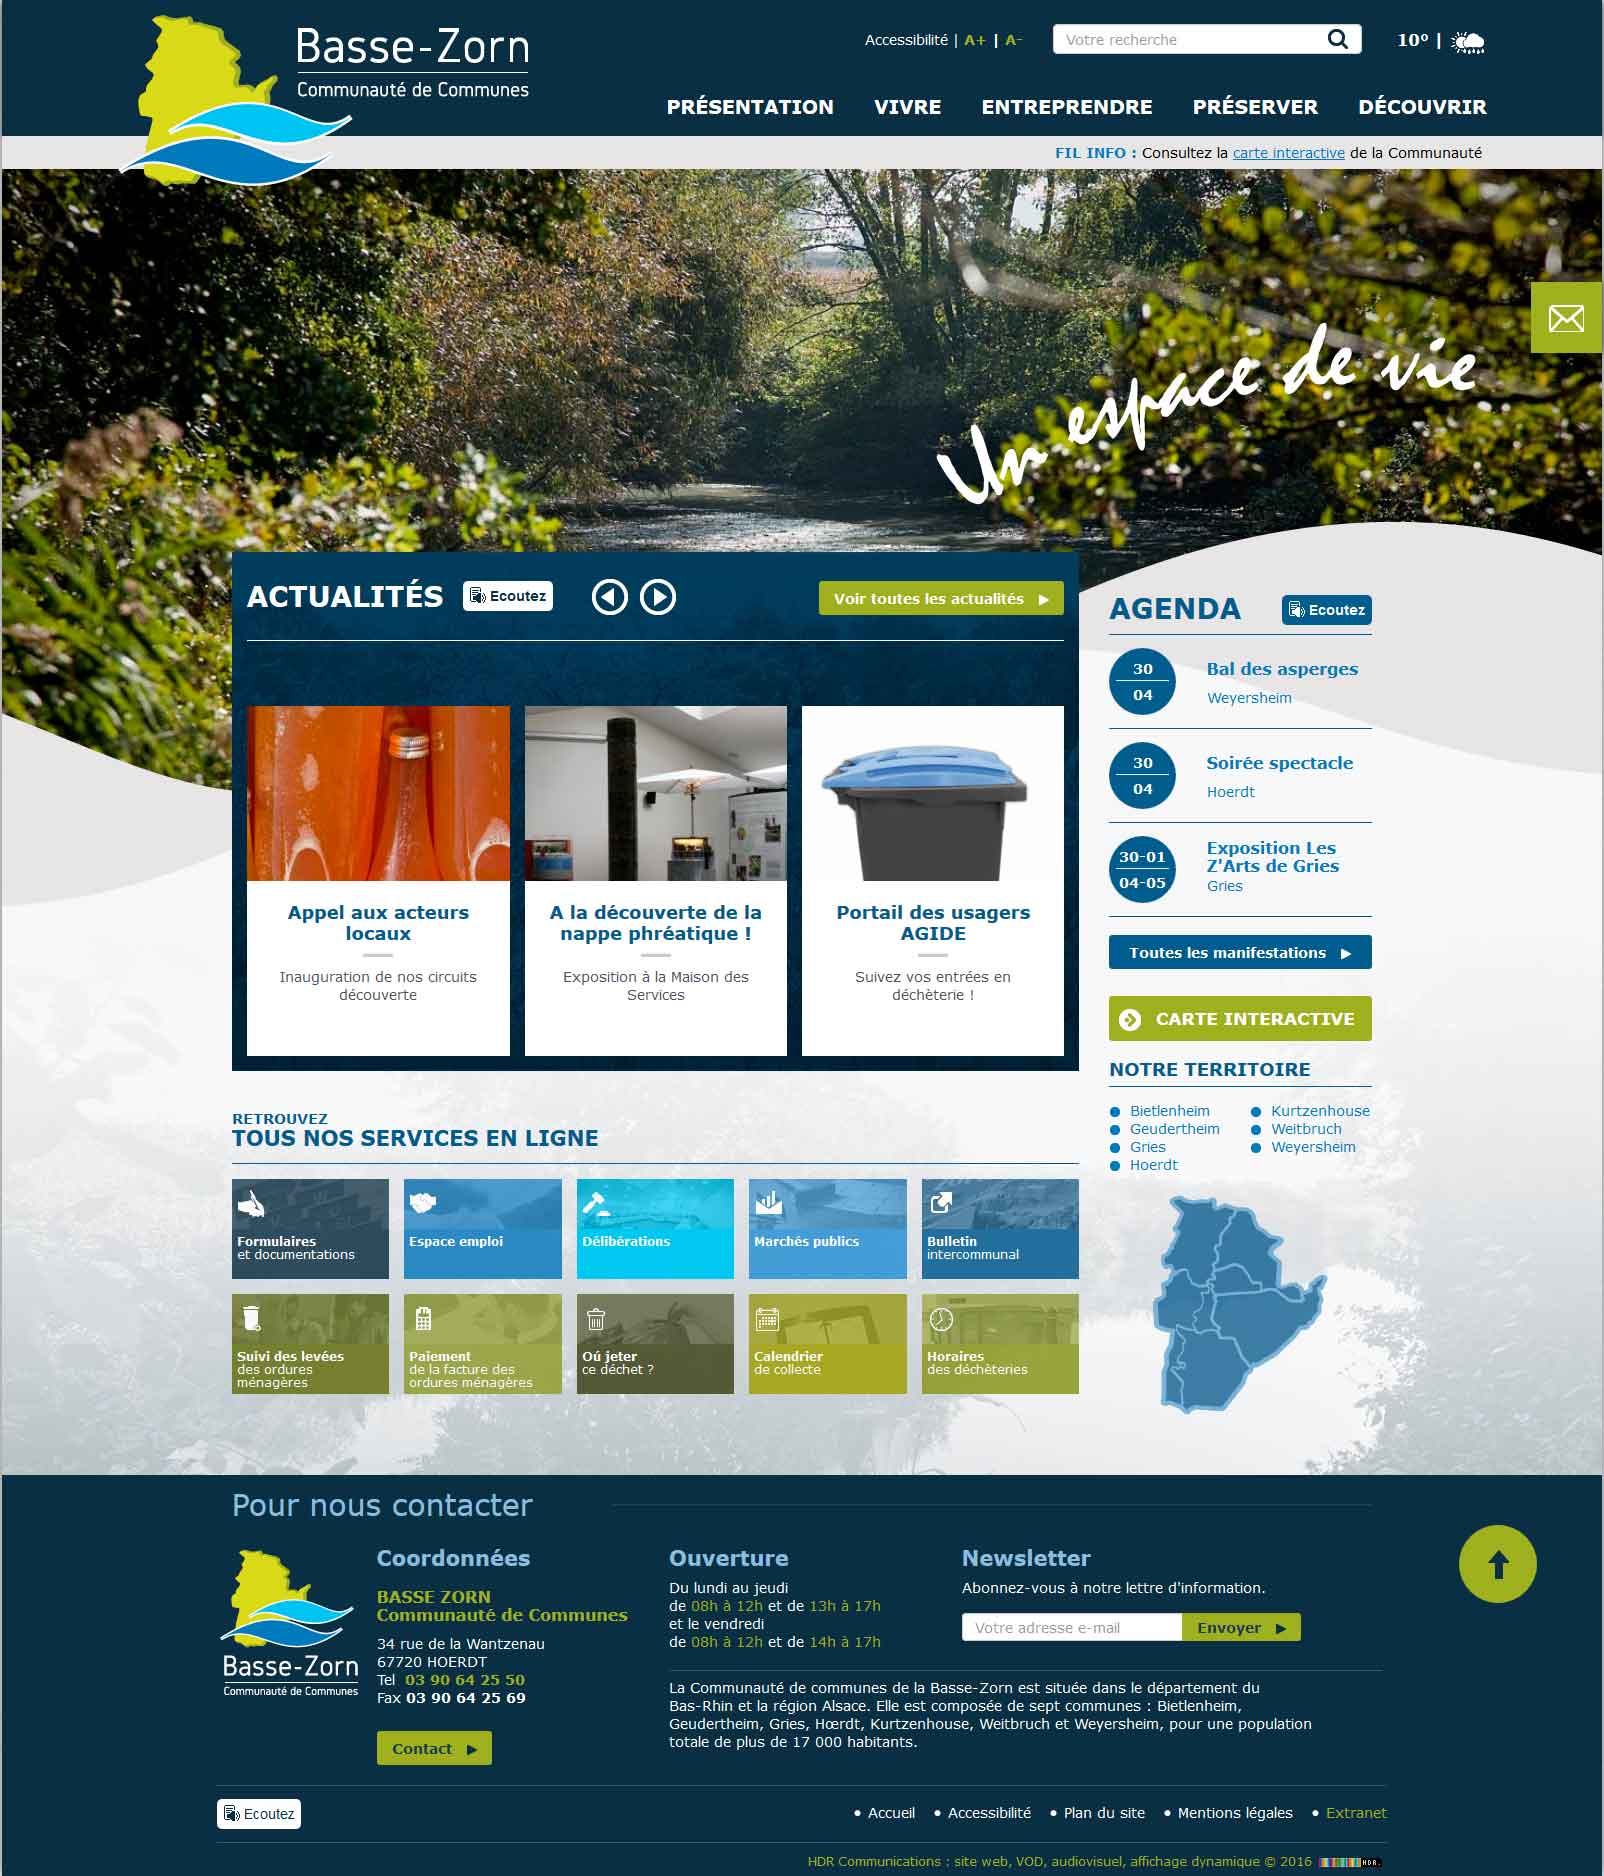 Basse-Zorn
Communauté de Communes
Accessibilité | A+ | A-
Votre recherche
10° |
PRÉSENTATION VIVRE ENTREPRENDRE PRÉSERVER DÉCOUVRIR
FIL INFO : Consultez la carte interactive de la Communauté
Un espace de vie
ACTUALITÉS
Ecoutez
Voir toutes les actualités
Appel aux acteurs
locaux
Inauguration de nos circuits
découverte
A la découverte de la
nappe phréatique !
Exposition à la Maison des
Services
Portail des usagers
AGIDE
Suivez vos entrées en
déchèterie !
AGENDA
Ecoutez
30
04
Bal des asperges
Weyersheim
30
04
Soirée spectacle
Hoerdt
30-01
04-05
Exposition Les
Z'Arts de Gries
Gries
Toutes les manifestations
CARTE INTERACTIVE
NOTRE TERRITOIRE
Bietlenheim
Geudertheim
Gries
Hoerdt
Kurtzenhouse
Weitbruch
Weyersheim
RETROUVEZ
TOUS NOS SERVICES EN LIGNE
Formulaires
et documentations
Espace emploi
Délibérations
Marchés publics
Bulletin
intercommunal
Suivi des levées
des ordures
ménagères
Paiement
de la facture des
ordures ménagères
Oú jeter
ce déchet ?
Calendrier
de collecte
Horaires
des déchèteries
Pour nous contacter
Basse-Zorn
Communauté de Communes
Coordonnées
BASSE ZORN
Communauté de Communes
34 rue de la Wantzenau
67720 HOERDT
Tel 03 90 64 25 50
Fax 03 90 64 25 69
Contact
Ouverture
Du lundi au jeudi
de 08h à 12h et de 13h à 17h
et le vendredi
de 08h à 12h et de 14h à 17h
Newsletter
Abonnez-vous à notre lettre d'information.
Votre adresse e-mail
Envoyer
La Communauté de communes de la Basse-Zorn est située dans le département du
Bas-Rhin et la région Alsace. Elle est composée de sept communes : Bietlenheim,
Geudertheim, Gries, Hœrdt, Kurtzenhouse, Weitbruch et Weyersheim, pour une population
totale de plus de 17 000 habitants.
Ecoutez
Accueil
Accessibilité
Plan du site
Mentions légales
Extranet
HDR Communications : site web, VOD, audiovisuel, affichage dynamique © 2016
HDR